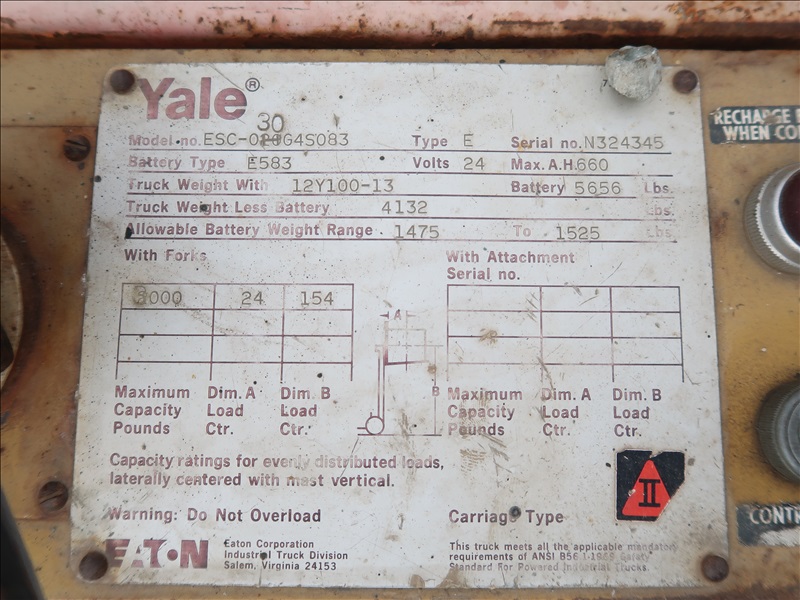 Yale®
30
Model no. ESC-020G4S083 Type E Serial no. N324345
Battery Type E583 Volts 24 Max. A.H. 660
Truck Weight With 12Y100-13 Battery 5656 Lbs.
Truck Weight Less Battery 4132 Lbs.
Allowable Battery Weight Range 1475 To 1525 Lbs.
With Forks
With Attachment
Serial no.
3000 24 154
A
B
Maximum Dim. A Dim. B
Capacity Load Load
Pounds Ctr. Ctr.
Maximum Dim. A Dim. B
Capacity Load Load
Pounds Ctr. Ctr.
Capacity ratings for evenly distributed loads,
laterally centered with mast vertical.
II
Warning: Do Not Overload
Carriage Type
EATON
Eaton Corporation
Industrial Truck Division
Salem, Virginia 24153
This truck meets all the applicable mandatory
requirements of ANSI B56.1-1969 Safety
Standard For Powered Industrial Trucks.
RECHARGE
WHEN